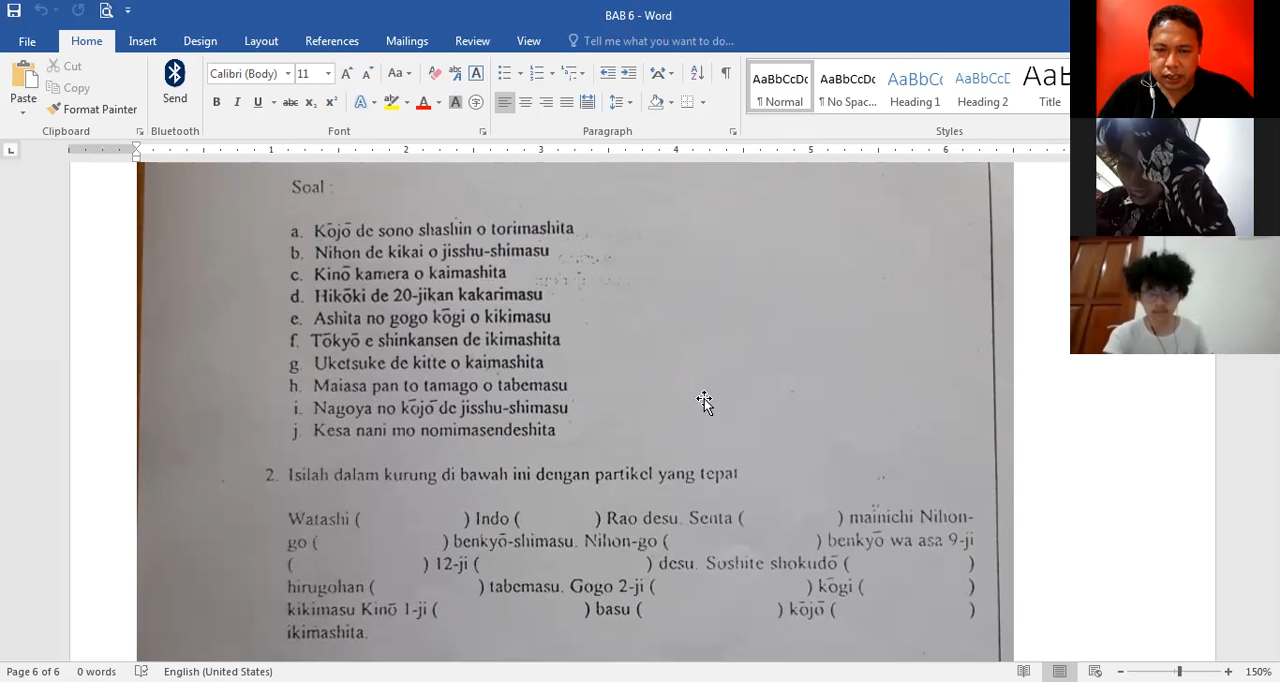 BAB 6 - Word
File Home Insert Design Layout References Mailings Review View Tell me what you want to do...
Paste
Cut
Copy
Format Painter
Clipboard
Send
Bluetooth
Calibri (Body) 11
Font
Paragraph
AaBbCcDc AaBbCcDc AaBbCc AaBbCcD AaB
¶ Normal ¶ No Spac... Heading 1 Heading 2 Title
Styles
1 2 3 4 5 6
Soal :
a. Kōjō de sono shashin o torimashita
b. Nihon de kikai o jisshu-shimasu
c. Kinō kamera o kaimashita
d. Hikōki de 20-jikan kakarimasu
e. Ashita no gogo kōgi o kikimasu
f. Tōkyō e shinkansen de ikimashita
g. Uketsuke de kitte o kaimashita
h. Maiasa pan to tamago o tabemasu
i. Nagoya no kōjō de jisshu-shimasu
j. Kesa nani mo nomimasendeshita
2. Isilah dalam kurung di bawah ini dengan partikel yang tepat
Watashi ( ) Indo ( ) Rao desu. Senta ( ) mainichi Nihon-
go ( ) benkyō-shimasu. Nihon-go ( ) benkyō wa asa 9-ji
( ) 12-ji ( ) desu. Soshite shokudō ( )
hirugohan ( ) tabemasu. Gogo 2-ji ( ) kōgi ( )
kikimasu Kinō 1-ji ( ) basu ( ) kōjō ( )
ikimashita.
Page 6 of 6 0 words English (United States) 150%